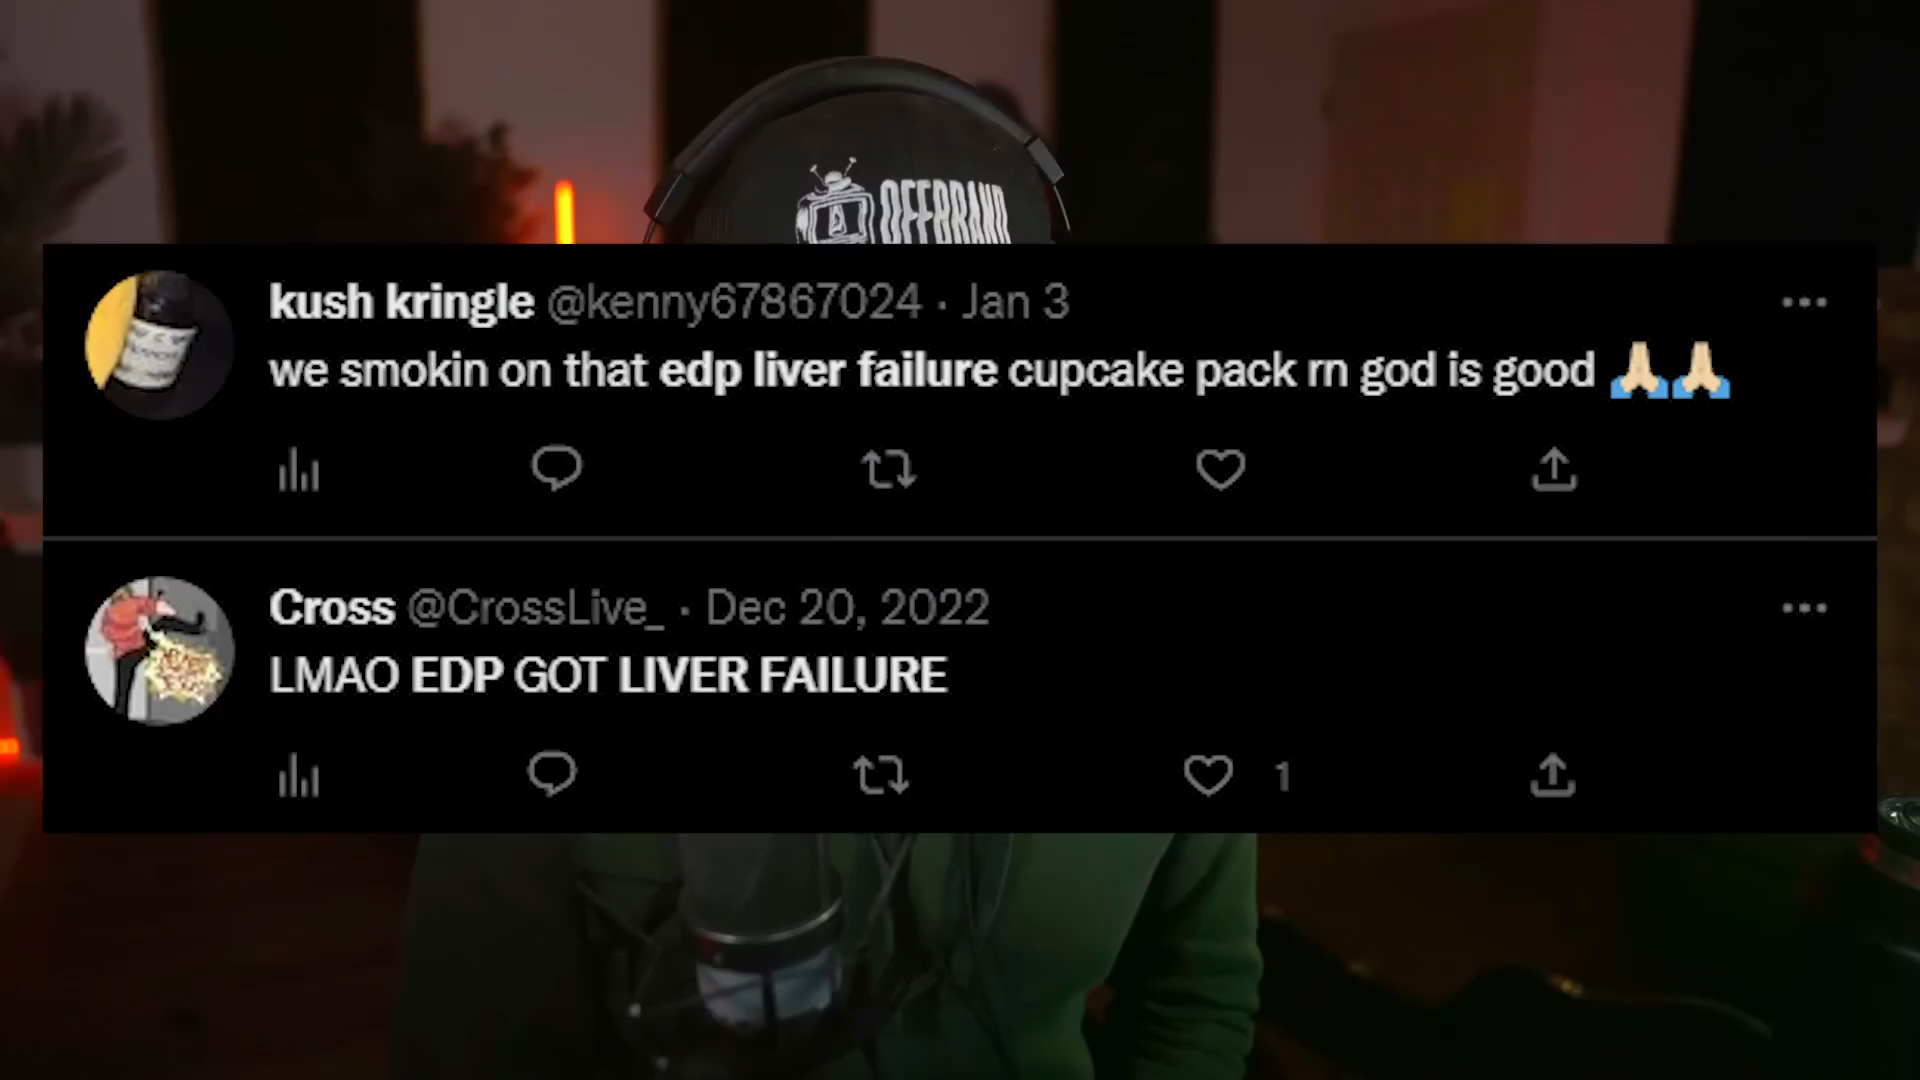 OFFBRAND
kush kringle @kenny67867024 · Jan 3
we smokin on that edp liver failure cupcake pack rn god is good 🙏🏼🙏🏼
Cross @CrossLive_ · Dec 20, 2022
LMAO EDP GOT LIVER FAILURE
1